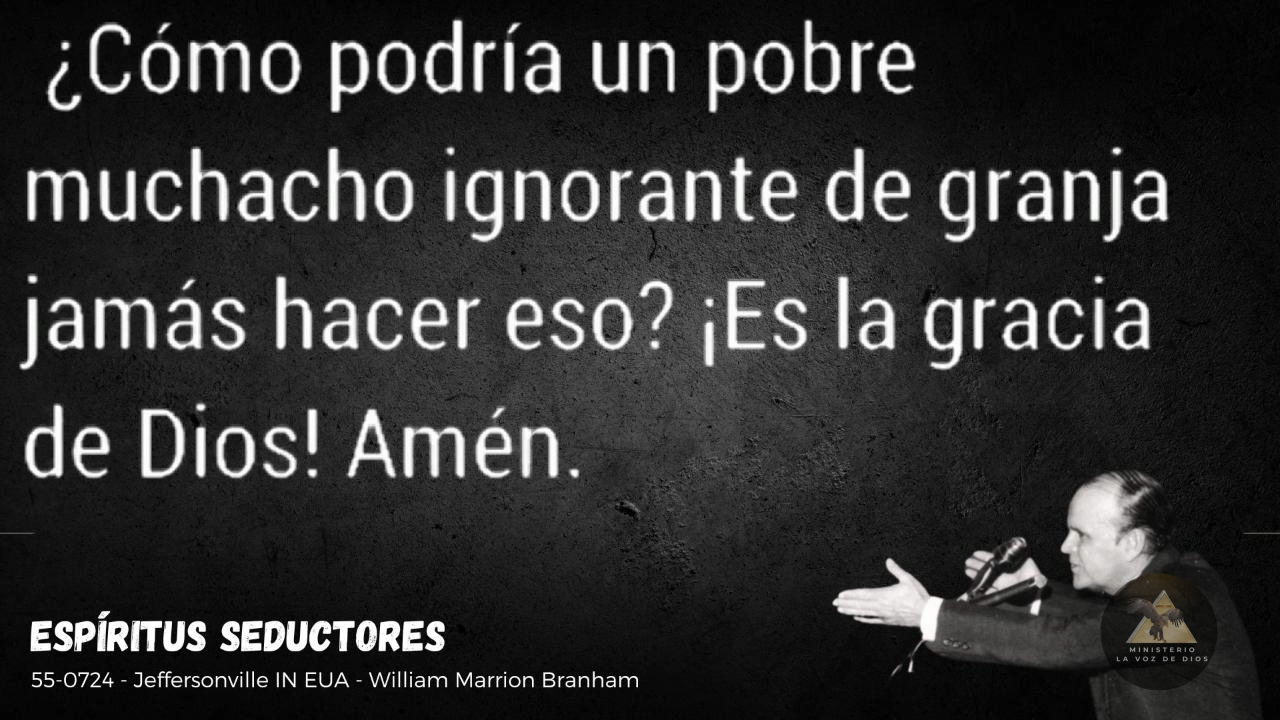 ¿Cómo podría un pobre
muchacho ignorante de granja
jamás hacer eso? ¡Es la gracia
de Dios! Amén.
ESPÍRITUS SEDUCTORES
55-0724 - Jeffersonville IN EUA - William Marrion Branham
MINISTERIO
LA VOZ DE DIOS